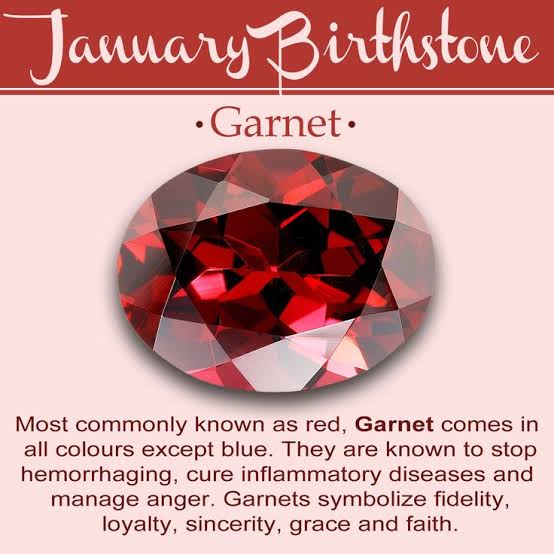 January Birthstone
• Garnet •
Most commonly known as red, Garnet comes in
all colours except blue. They are known to stop
hemorrhaging, cure inflammatory diseases and
manage anger. Garnets symbolize fidelity,
loyalty, sincerity, grace and faith.